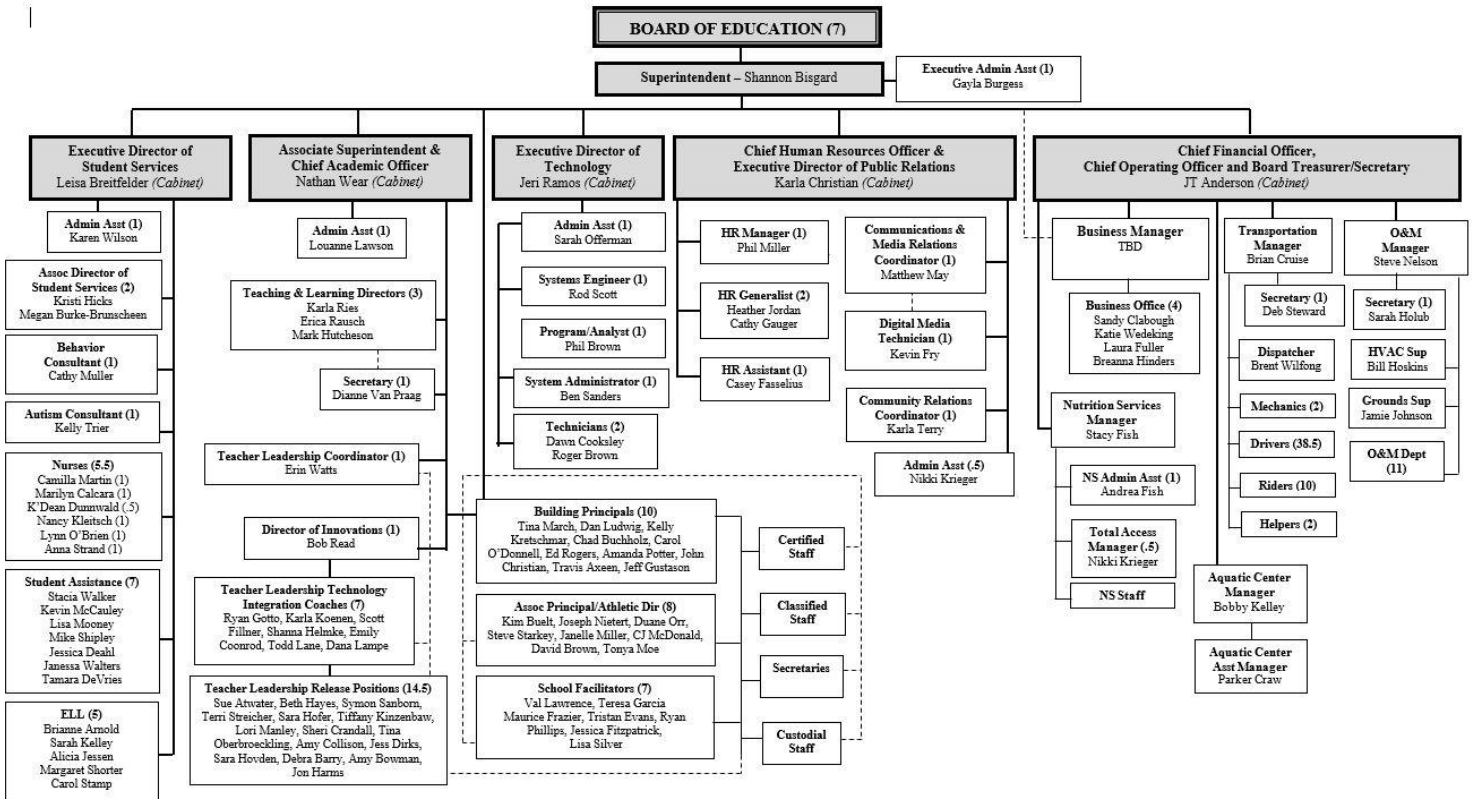 BOARD OF EDUCATION (7)
Superintendent – Shannon Bisgard
Executive Admin Asst (1)
Gayla Burgess
Executive Director of
Student Services
Leisa Breitfelder (Cabinet)
Admin Asst (1)
Karen Wilson
Assoc Director of
Student Services (2)
Kristi Hicks
Megan Burke-Brunscheen
Behavior
Consultant (1)
Cathy Muller
Autism Consultant (1)
Kelly Trier
Nurses (5.5)
Camilla Martin (1)
Marilyn Calcara (1)
K'Dean Dunnwald (.5)
Nancy Kleitsch (1)
Lynn O'Brien (1)
Anna Strand (1)
Student Assistance (7)
Stacia Walker
Kevin McCauley
Lisa Mooney
Mike Shipley
Jessica Deahl
Janessa Walters
Tamara DeVries
ELL (5)
Brianne Arnold
Sarah Kelley
Alicia Jessen
Margaret Shorter
Carol Stamp
Associate Superintendent &
Chief Academic Officer
Nathan Wear (Cabinet)
Admin Asst (1)
Louanne Lawson
Teaching & Learning Directors (3)
Karla Ries
Erica Rausch
Mark Hutcheson
Secretary (1)
Dianne Van Praag
Teacher Leadership Coordinator (1)
Erin Watts
Director of Innovations (1)
Bob Read
Teacher Leadership Technology
Integration Coaches (7)
Ryan Gotto, Karla Koenen, Scott
Fillner, Shanna Helmke, Emily
Coonrod, Todd Lane, Dana Lampe
Teacher Leadership Release Positions (14.5)
Sue Atwater, Beth Hayes, Symon Sanborn,
Terri Streicher, Sara Hofer, Tiffany Kinzenbaw,
Lori Manley, Sheri Crandall, Tina
Oberbroeckling, Amy Collison, Jess Dirks,
Sara Hovden, Debra Barry, Amy Bowman,
Jon Harms
Executive Director of
Technology
Jeri Ramos (Cabinet)
Admin Asst (1)
Sarah Offerman
Systems Engineer (1)
Rod Scott
Program/Analyst (1)
Phil Brown
System Administrator (1)
Ben Sanders
Technicians (2)
Dawn Cooksley
Roger Brown
Building Principals (10)
Tina March, Dan Ludwig, Kelly
Kretschmar, Chad Buchholz, Carol
O'Donnell, Ed Rogers, Amanda Potter, John
Christian, Travis Axeen, Jeff Gustason
Assoc Principal/Athletic Dir (8)
Kim Buelt, Joseph Nietert, Duane Orr,
Steve Starkey, Janelle Miller, CJ McDonald,
David Brown, Tonya Moe
School Facilitators (7)
Val Lawrence, Teresa Garcia
Maurice Frazier, Tristan Evans, Ryan
Phillips, Jessica Fitzpatrick,
Lisa Silver
Certified
Staff
Classified
Staff
Secretaries
Custodial
Staff
Chief Human Resources Officer &
Executive Director of Public Relations
Karla Christian (Cabinet)
HR Manager (1)
Phil Miller
HR Generalist (2)
Heather Jordan
Cathy Gauger
HR Assistant (1)
Casey Fasselius
Communications &
Media Relations
Coordinator (1)
Matthew May
Digital Media
Technician (1)
Kevin Fry
Community Relations
Coordinator (1)
Karla Terry
Admin Asst (.5)
Nikki Krieger
Chief Financial Officer,
Chief Operating Officer and Board Treasurer/Secretary
JT Anderson (Cabinet)
Business Manager
TBD
Business Office (4)
Sandy Clabough
Katie Wedeking
Laura Fuller
Breanna Hinders
Nutrition Services
Manager
Stacy Fish
NS Admin Asst (1)
Andrea Fish
Total Access
Manager (.5)
Nikki Krieger
NS Staff
Transportation
Manager
Brian Cruise
Secretary (1)
Deb Steward
Dispatcher
Brent Wilfong
Mechanics (2)
Drivers (38.5)
Riders (10)
Helpers (2)
Aquatic Center
Manager
Bobby Kelley
Aquatic Center
Asst Manager
Parker Craw
O&M
Manager
Steve Nelson
Secretary (1)
Sarah Holub
HVAC Sup
Bill Hoskins
Grounds Sup
Jamie Johnson
O&M Dept
(11)